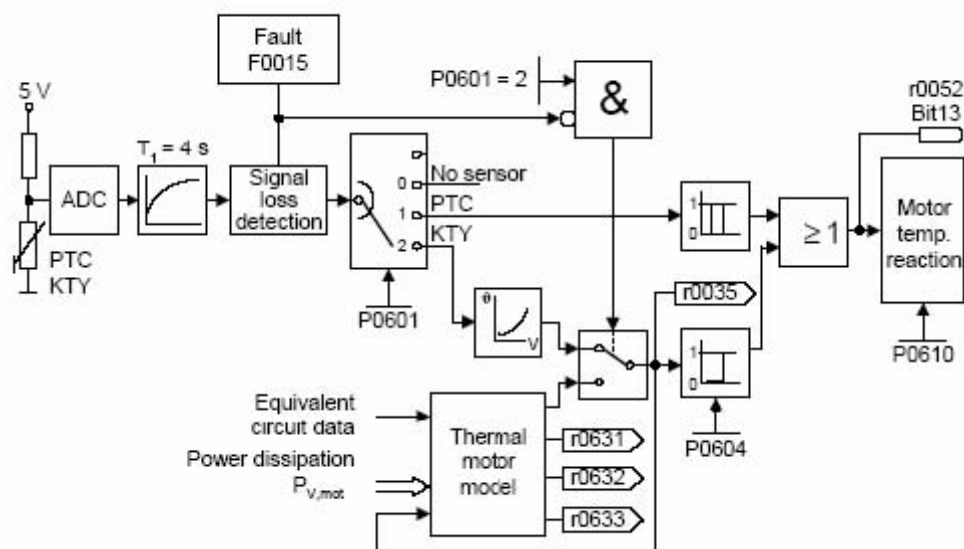 Fault
F0015
P0601 = 2
&
r0052
Bit13
5 V
T1 = 4 s
ADC
Signal
loss
detection
0
No sensor
1
PTC
2
KTY
1
0
≥ 1
Motor
temp.
reaction
PTC
KTY
P0601
θ
V
r0035
1
0
P0610
Equivalent
circuit data
Power dissipation
PV,mot
Thermal
motor
model
r0631
r0632
r0633
P0604